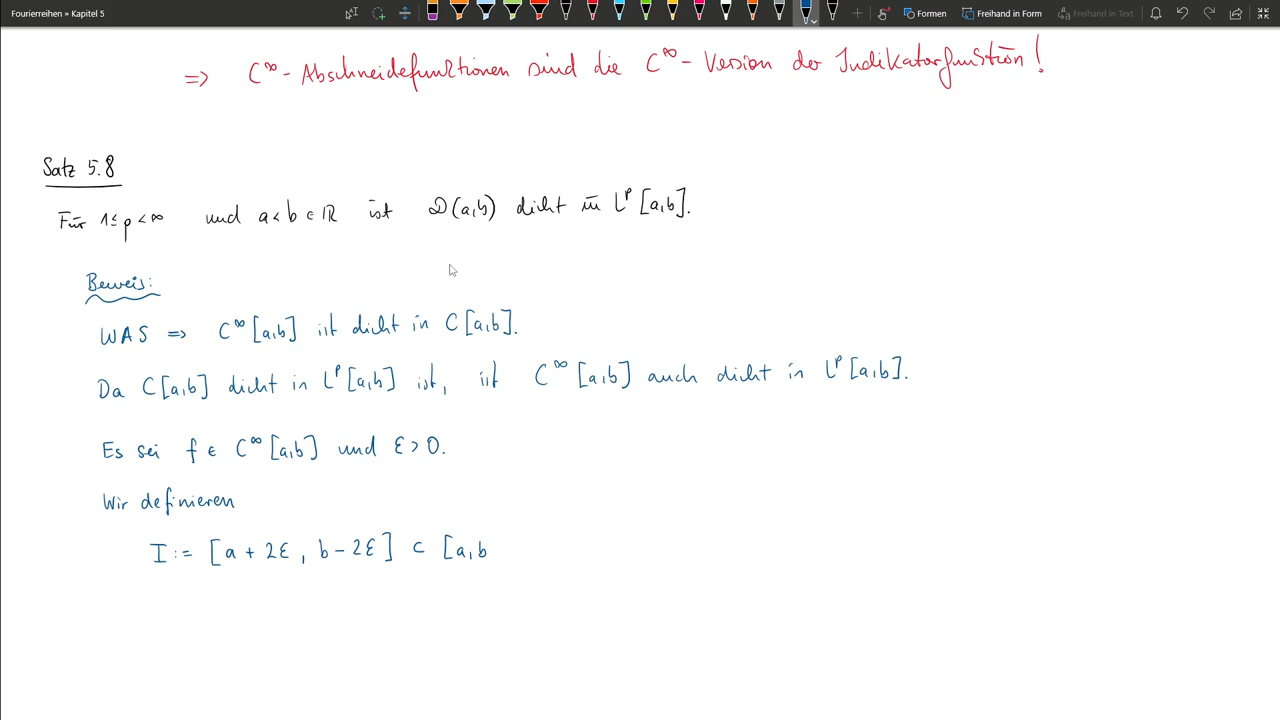 Fourierreihen » Kapitel 5
Formen
Freihand in Form
Freihand in Text
=> C^∞-Abschneidefunktionen sind die C^∞-Version der Indikatorfunktion!
Satz 5.8
Für 1≤p<∞ und a<b∈ℝ ist 𝒟(a,b) dicht in L^p[a,b].
Beweis:
WAS => C^∞[a,b] ist dicht in C[a,b].
Da C[a,b] dicht in L^p[a,b] ist, ist C^∞[a,b] auch dicht in L^p[a,b].
Es sei f ∈ C^∞[a,b] und ε>0.
Wir definieren
I := [a+2ε, b-2ε] ⊂ [a,b